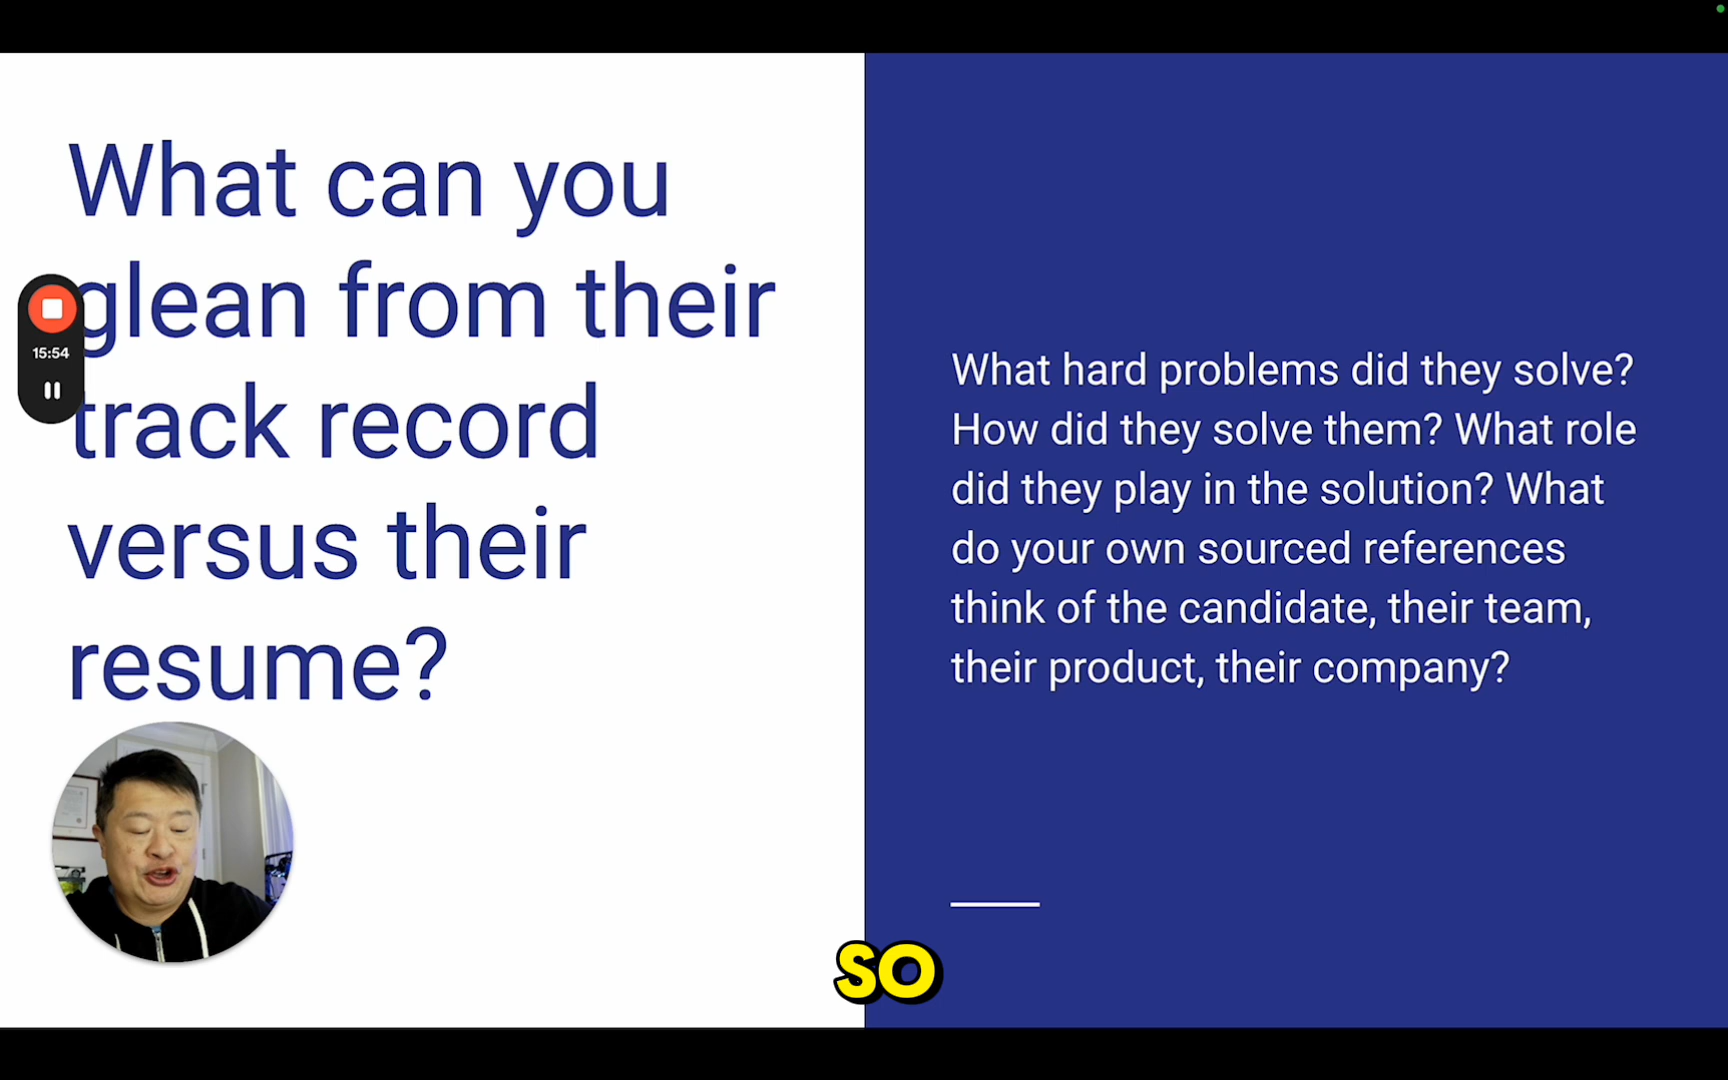 What can you
glean from their
track record
versus their
resume?
15:54
What hard problems did they solve?
How did they solve them? What role
did they play in the solution? What
do your own sourced references
think of the candidate, their team,
their product, their company?
SO